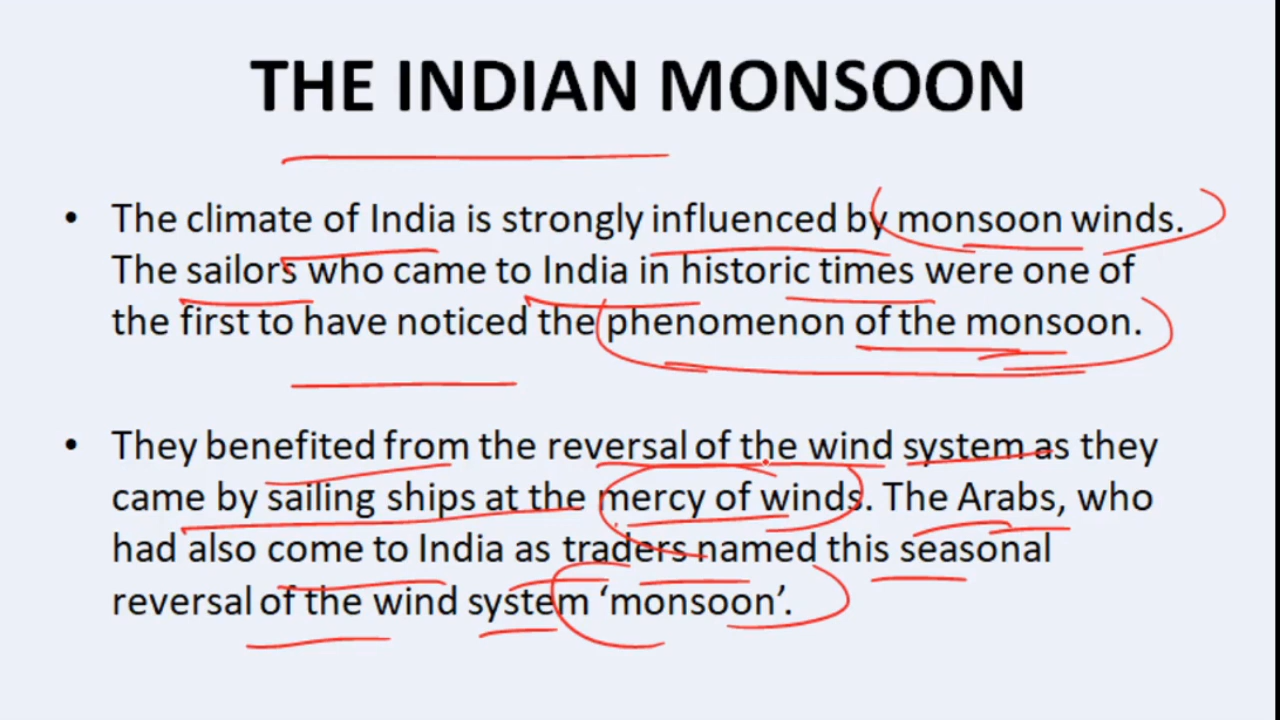 THE INDIAN MONSOON
• The climate of India is strongly influenced by monsoon winds.
The sailors who came to India in historic times were one of
the first to have noticed the phenomenon of the monsoon.
• They benefited from the reversal of the wind system as they
came by sailing ships at the mercy of winds. The Arabs, who
had also come to India as traders named this seasonal
reversal of the wind system ‘monsoon’.